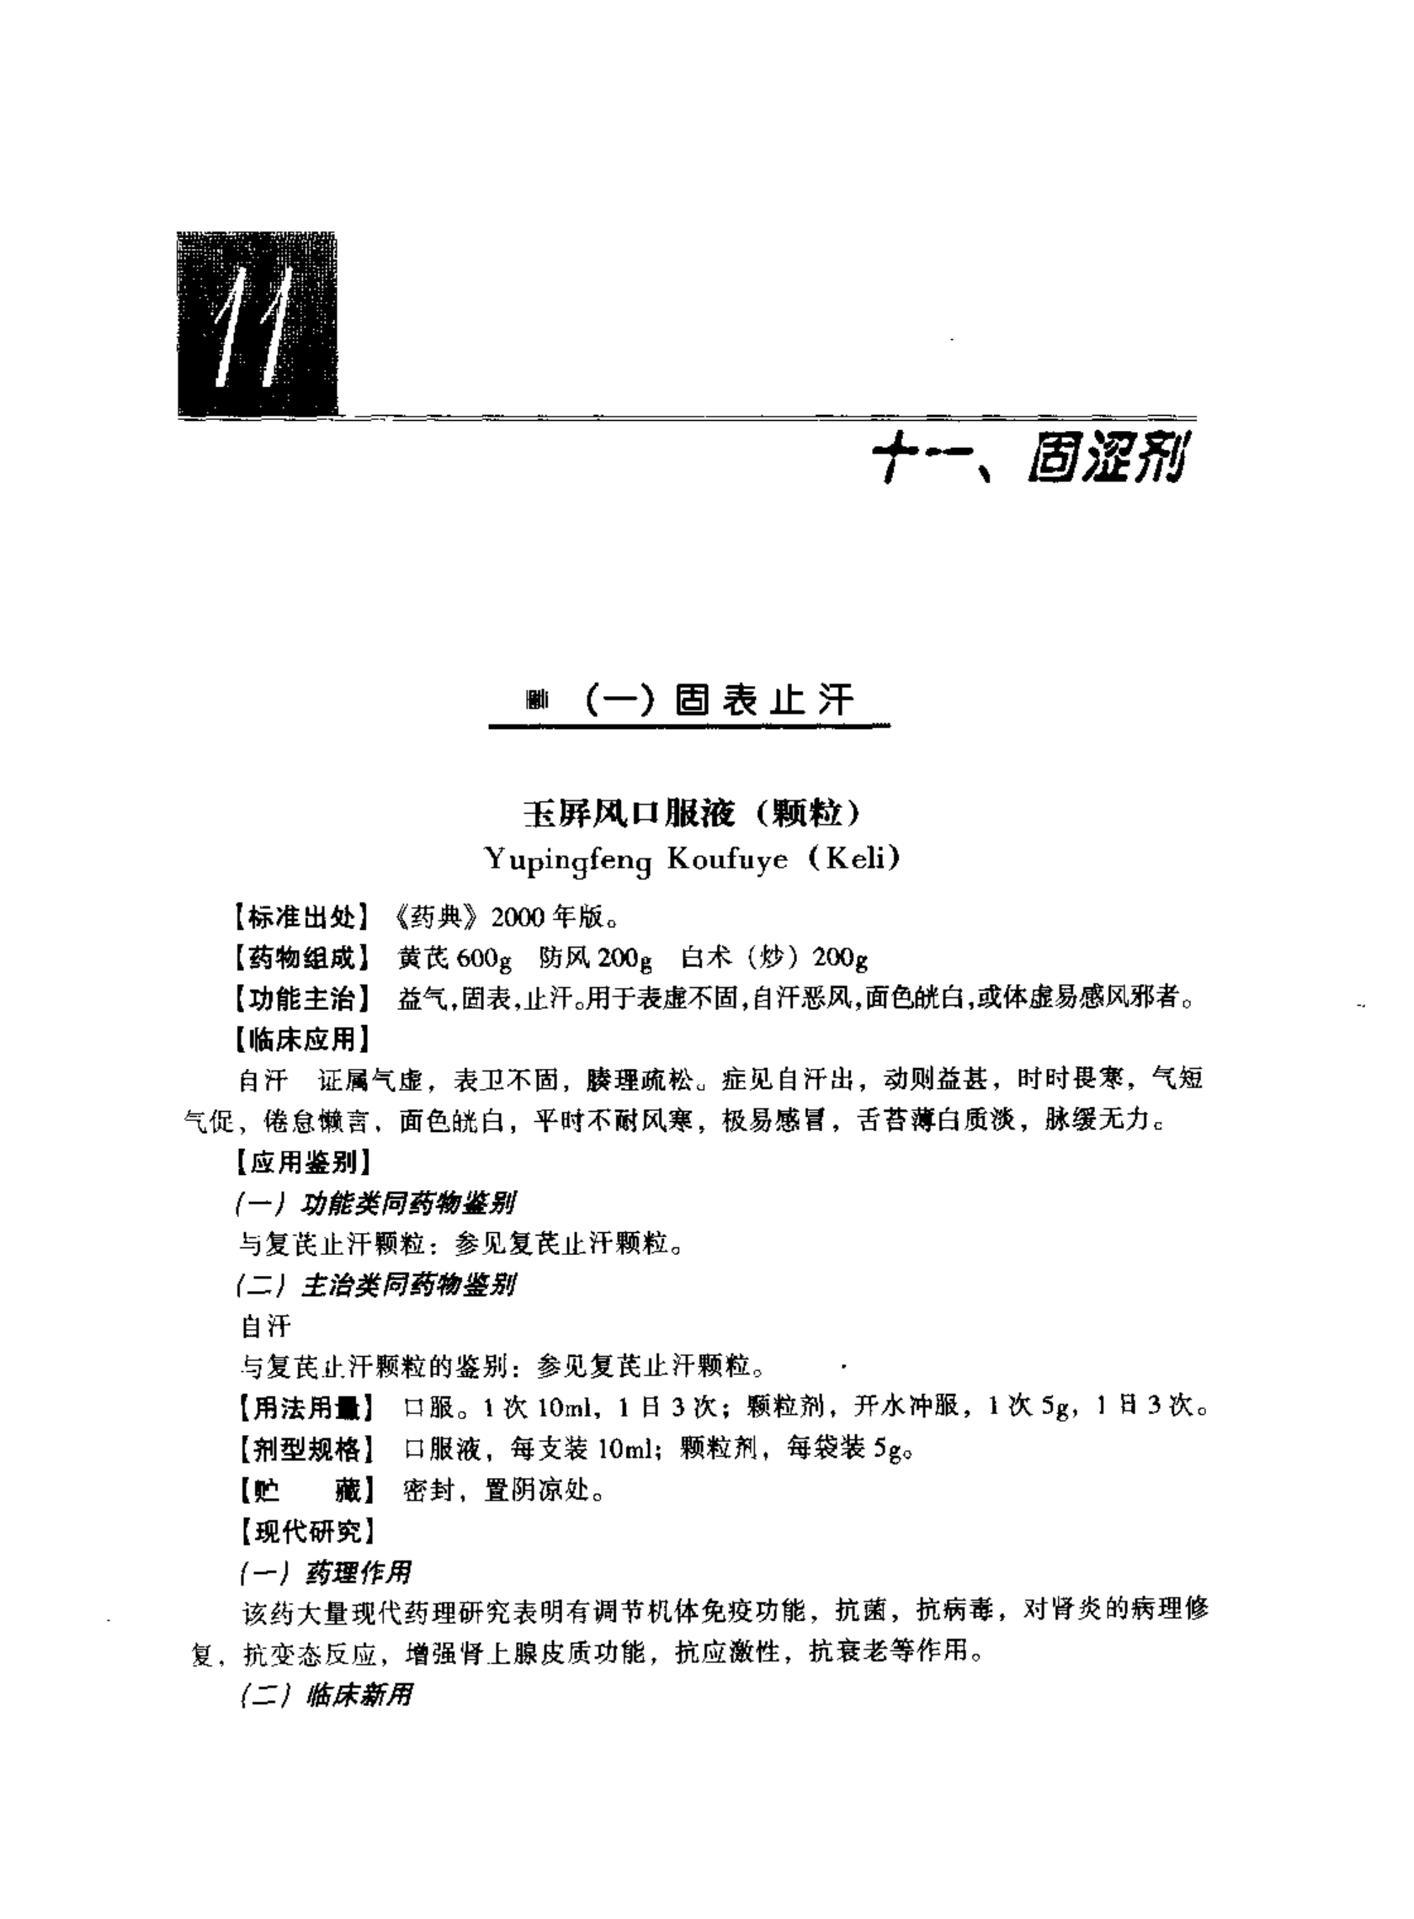 11
十一、固涩剂
(一)固表止汗
玉屏风口服液（颗粒）
Yupingfeng Koufuye（Keli）
【标准出处】《药典》2000年版。
【药物组成】 黄芪600g 防风200g 白术（炒）200g
【功能主治】 益气,固表,止汗。用于表虚不固,自汗恶风,面色㿠白,或体虚易感风邪者。
【临床应用】
自汗 证属气虚，表卫不固，腠理疏松。症见自汗出，动则益甚，时时畏寒，气短
气促，倦怠懒言，面色㿠白，平时不耐风寒，极易感冒，舌苔薄白质淡，脉缓无力。
【应用鉴别】
(一) 功能类同药物鉴别
与复芪止汗颗粒：参见复芪止汗颗粒。
(二) 主治类同药物鉴别
自汗
与复芪止汗颗粒的鉴别：参见复芪止汗颗粒。
【用法用量】 口服。1次10ml，1日3次；颗粒剂，开水冲服，1次5g，1日3次。
【剂型规格】 口服液，每支装10ml；颗粒剂，每袋装5g。
【贮 藏】 密封，置阴凉处。
【现代研究】
(一) 药理作用
该药大量现代药理研究表明有调节机体免疫功能，抗菌，抗病毒，对肾炎的病理修
复，抗变态反应，增强肾上腺皮质功能，抗应激性，抗衰老等作用。
(二) 临床新用